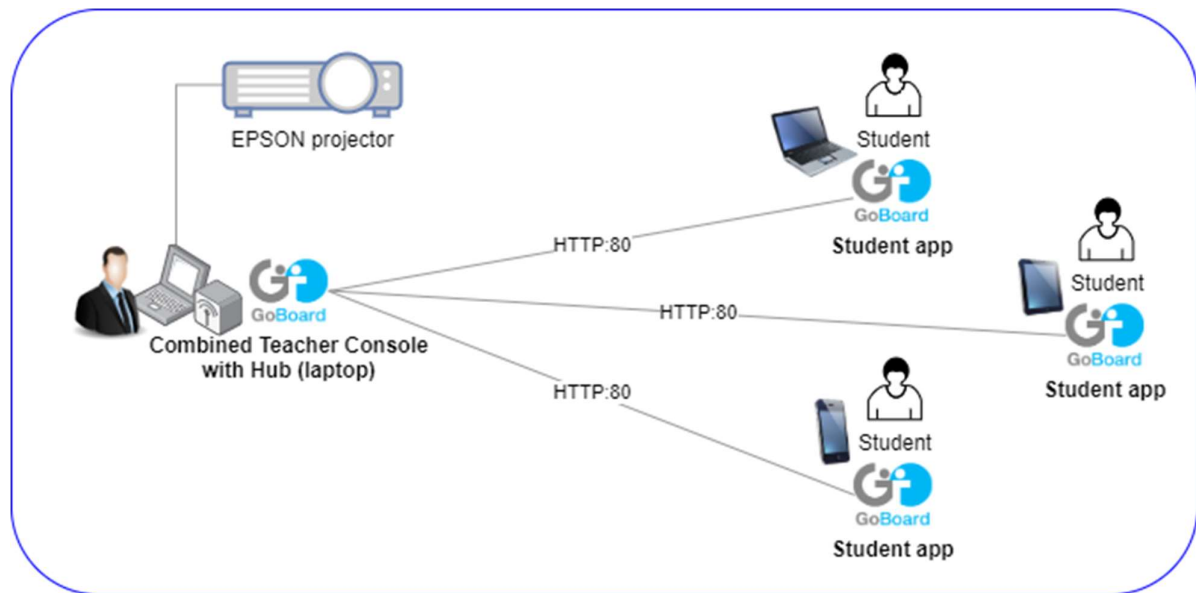 EPSON projector
Student
GoBoard
Student app
HTTP:80
Student
GoBoard
Student app
HTTP:80
GoBoard
Combined Teacher Console
with Hub (laptop)
HTTP:80
Student
GoBoard
Student app